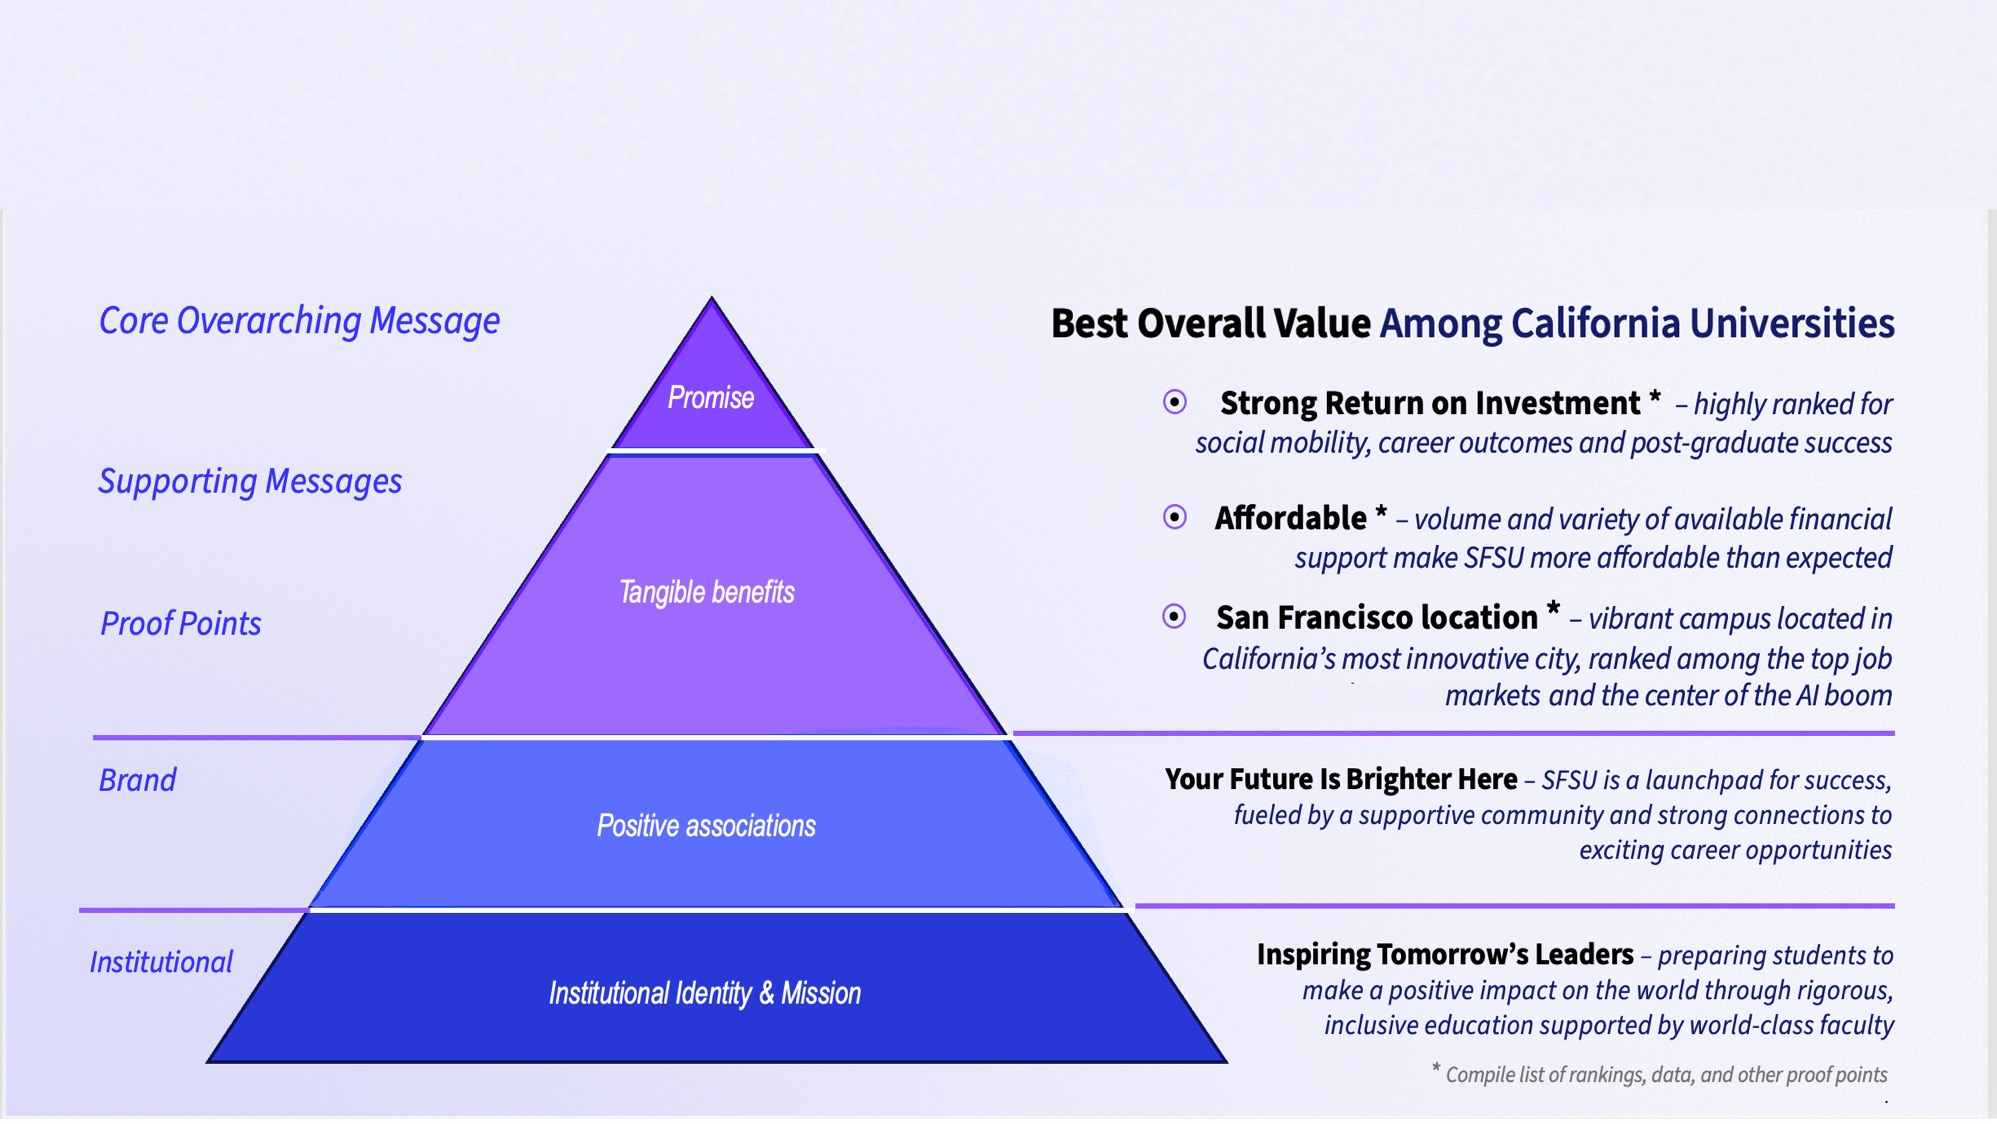 Core Overarching Message
Best Overall Value Among California Universities
Promise
⦿ Strong Return on Investment * – highly ranked for
social mobility, career outcomes and post-graduate success
Supporting Messages
⦿ Affordable * – volume and variety of available financial
support make SFSU more affordable than expected
Tangible benefits
Proof Points
⦿ San Francisco location * – vibrant campus located in
California’s most innovative city, ranked among the top job
markets and the center of the AI boom
Brand
Your Future Is Brighter Here – SFSU is a launchpad for success,
fueled by a supportive community and strong connections to
exciting career opportunities
Positive associations
Institutional
Inspiring Tomorrow’s Leaders – preparing students to
make a positive impact on the world through rigorous,
inclusive education supported by world-class faculty
Institutional Identity & Mission
* Compile list of rankings, data, and other proof points
.